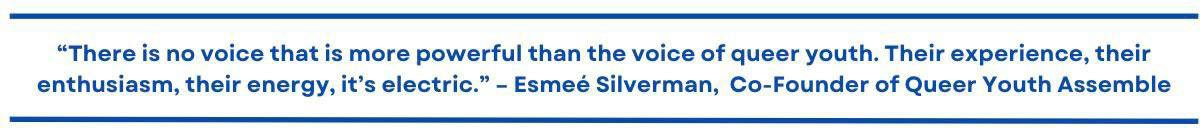 “There is no voice that is more powerful than the voice of queer youth. Their experience, their
enthusiasm, their energy, it’s electric.” – Esmeé Silverman, Co-Founder of Queer Youth Assemble